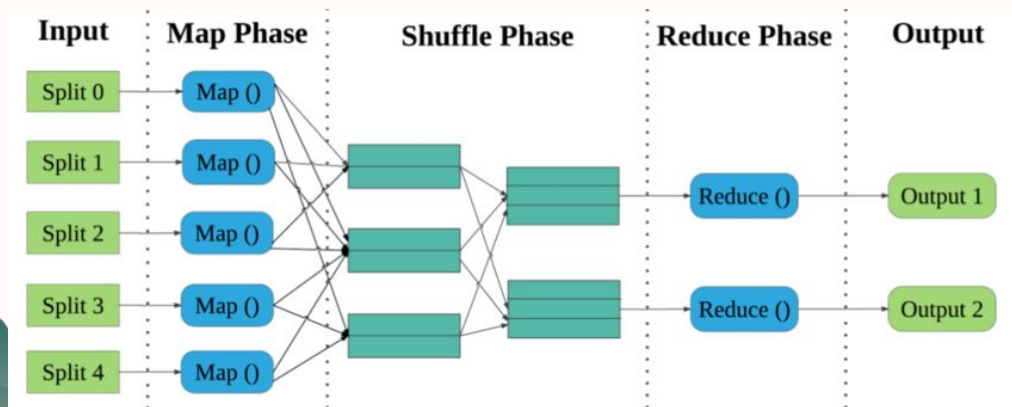 Input
Map Phase
Shuffle Phase
Reduce Phase
Output
Split 0
Map ()
Split 1
Map ()
Split 2
Map ()
Split 3
Map ()
Split 4
Map ()
Reduce ()
Output 1
Reduce ()
Output 2